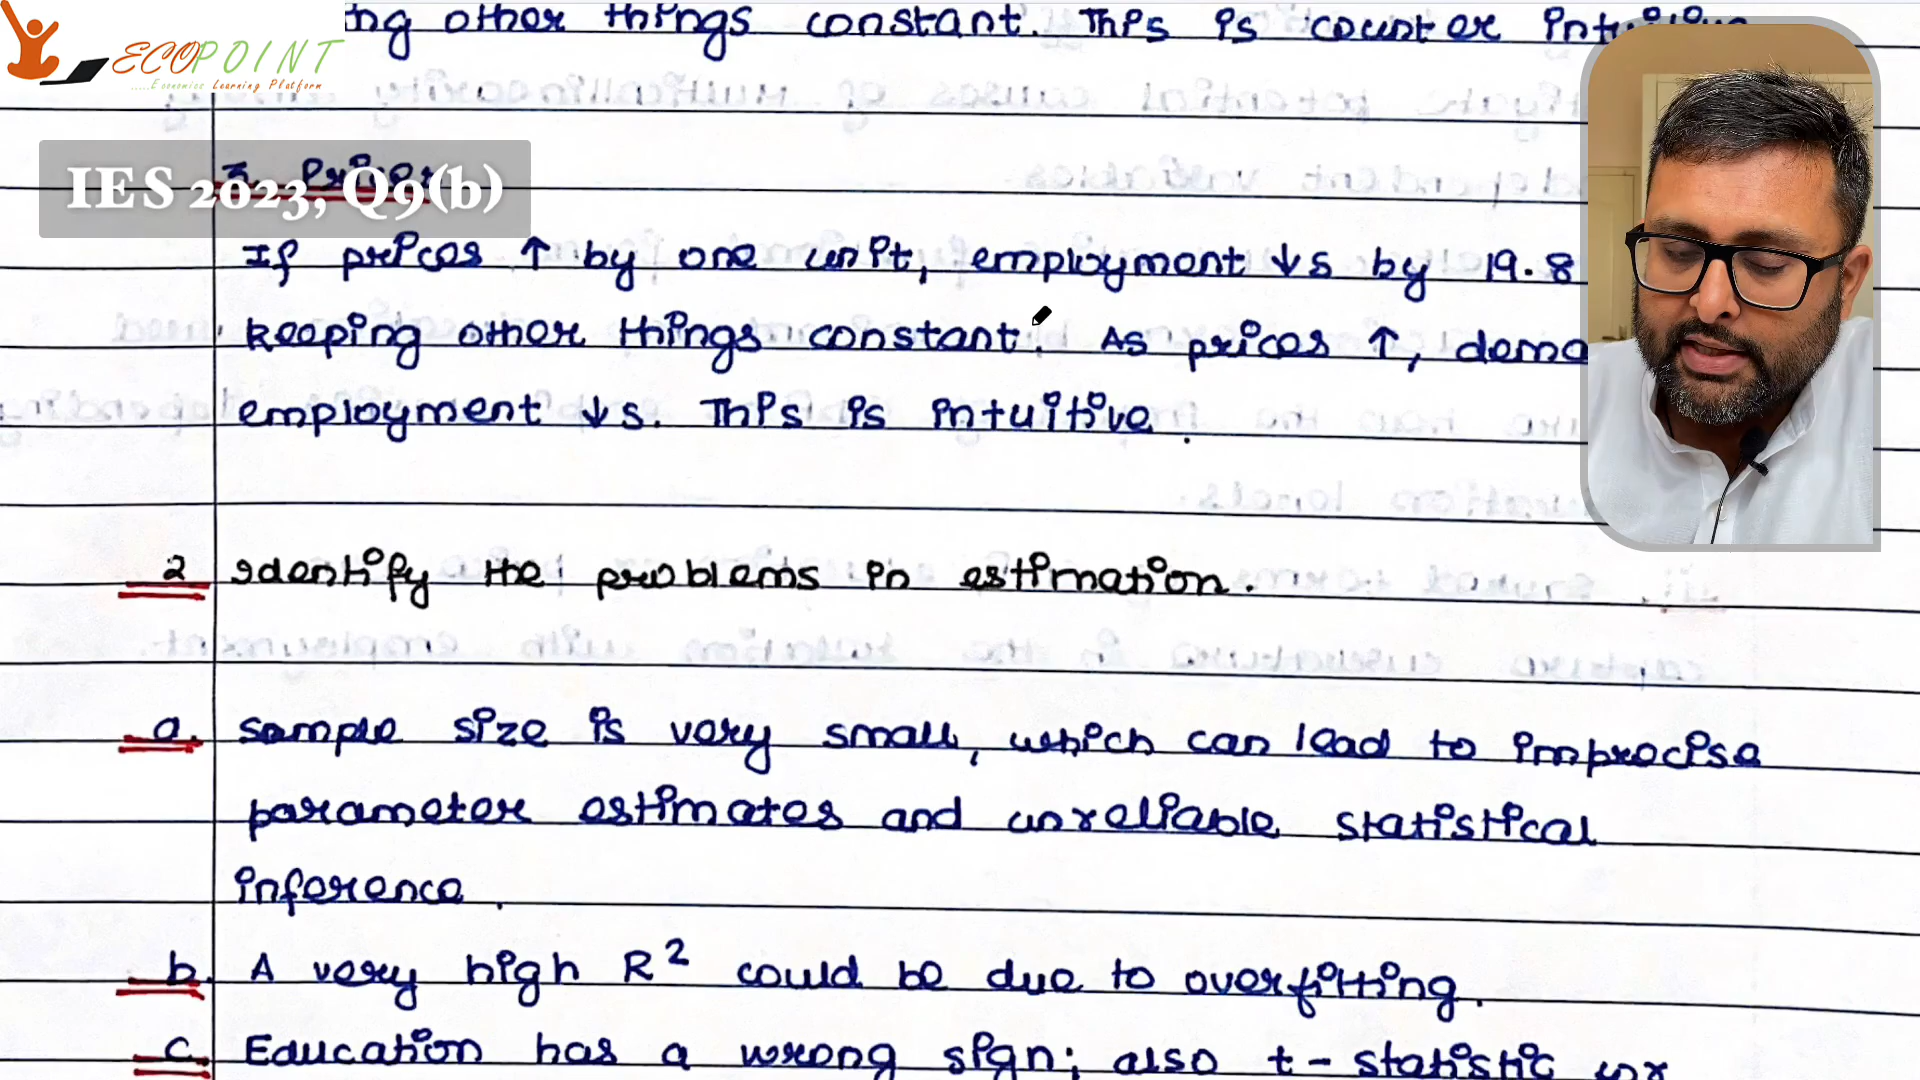 ECOPOINT
.....Economics Learning Platform
ng other things constant. This is counter intuitive
IES 2023, Q9(b)
3. Prices
If prices ↑ by one unit, employment ↓s by 19.8
keeping other things constant. As prices ↑,
employment ↓s. This is intuitive.
2 Identify the problems in estimation.
a. sample size is very small, which can lead to imprecise
parameter estimates and unreliable statistical
inference.
b. A very high R² could be due to overfitting.
c. Education has a wrong sign; also t-statistic